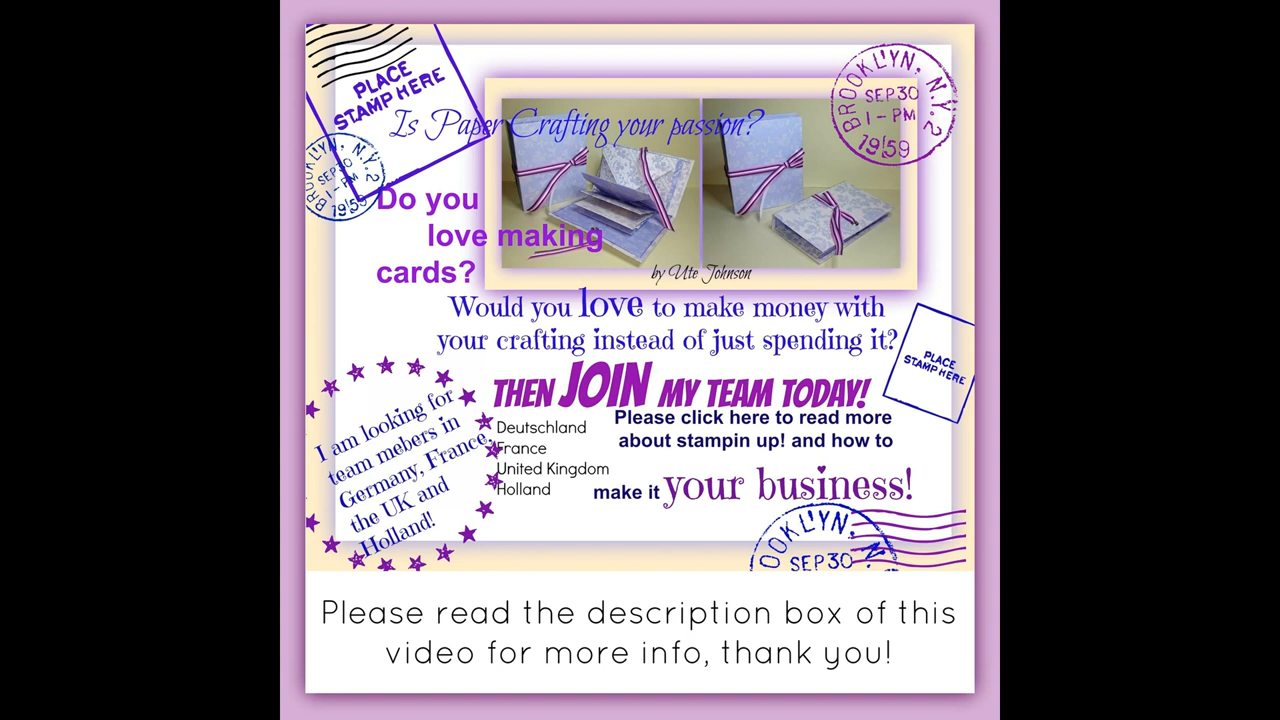 PLACE
STAMP HERE
BROOKLYN, N.Y.2
SEP 30
1 - PM
1959
Is Paper Crafting your passion?
BROOKLYN, N.Y.
SEP 30
1 - PM
1959
Do you
love making
cards?
by Ute Johnson
Would you love to make money with
your crafting instead of just spending it?
THEN JOIN MY TEAM TODAY!
PLACE
STAMP HERE
Please click here to read more
about stampin up! and how to
make it your business!
Deutschland
France
United Kingdom
Holland
I am looking for
team mebers in
Germany, France,
the UK and
Holland!
SEP 30
Please read the description box of this
video for more info, thank you!